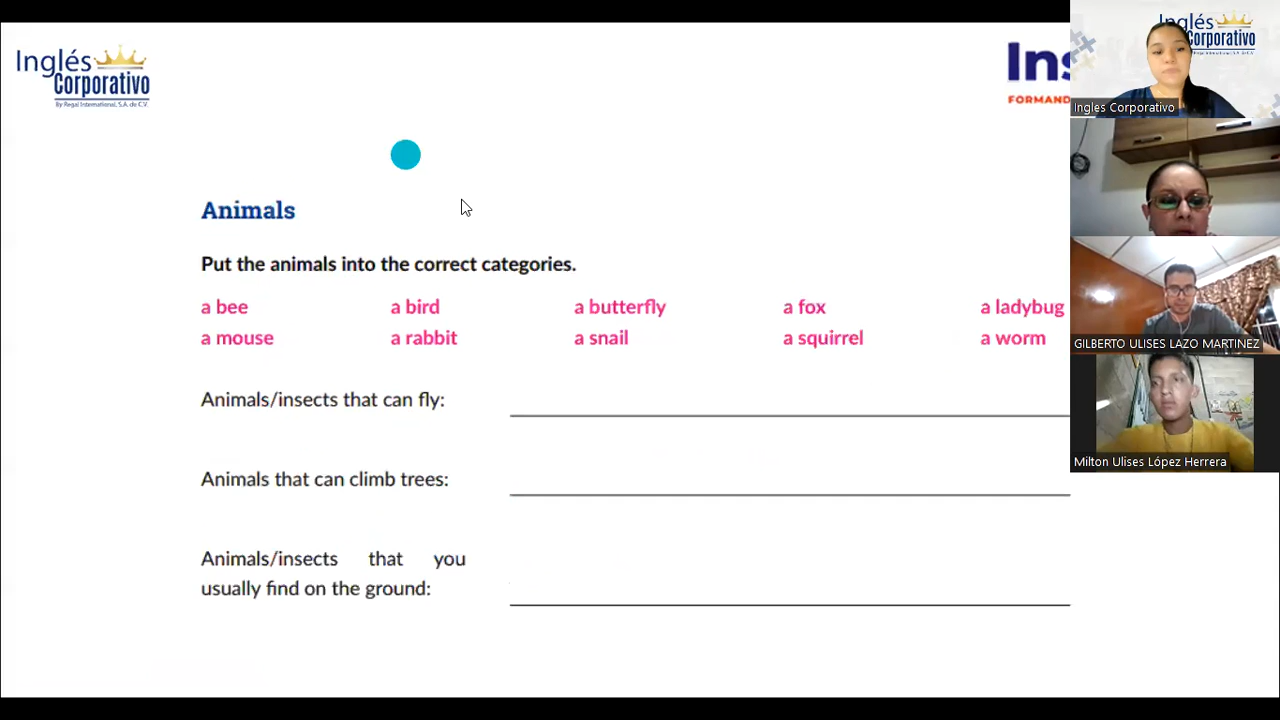 Inglés
Corporativo
By Regal International, S.A. de C.V.
Ins
FORMAND
Animals
Put the animals into the correct categories.
a bee a bird a butterfly a fox a ladybug
a mouse a rabbit a snail a squirrel a worm
Animals/insects that can fly:
Animals that can climb trees:
Animals/insects that you
usually find on the ground:
Inglés
Corporativo
Ingles Corporativo
GILBERTO ULISES LAZO MARTINEZ
Milton Ulises López Herrera